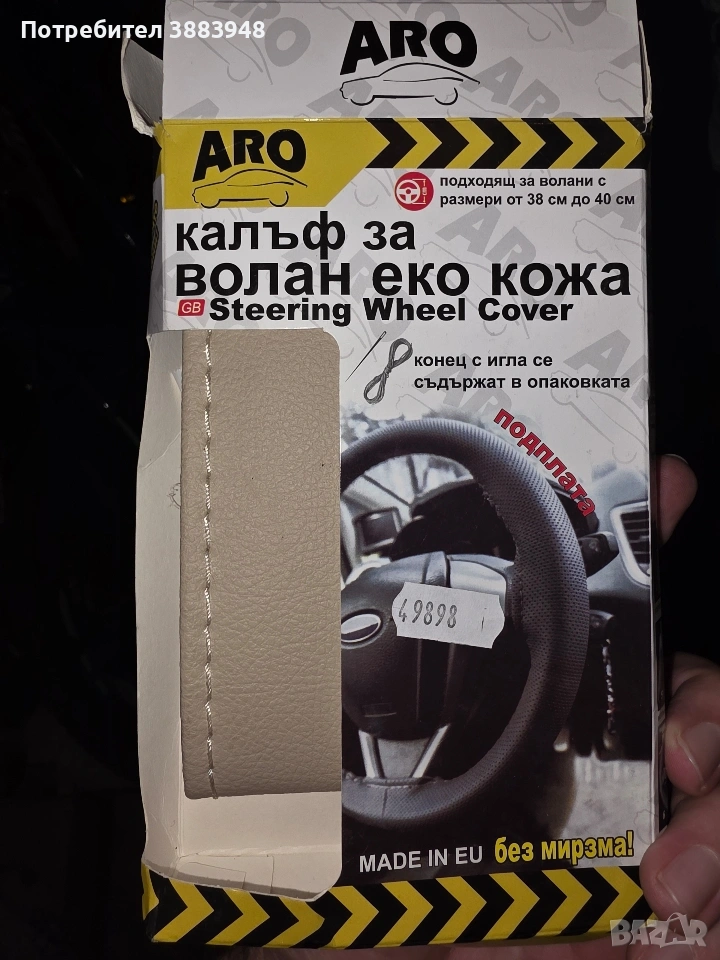 Потребител 3883948
ARO
ARO
подходящ за волани с
размери от 38 см до 40 см
калъф за
волан еко кожа
GB Steering Wheel Cover
конец с игла се
съдържат в опаковката
подплата
49898
MADE IN EU без мирзма!
BAZAR